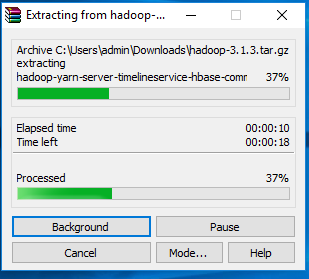 Extracting from hadoop-...
Archive C:\Users\admin\Downloads\hadoop-3.1.3.tar.gz
extracting
hadoop-yarn-server-timelineservice-hbase-comm 37%
Elapsed time 00:00:10
Time left 00:00:18
Processed 37%
Background Pause
Cancel Mode... Help